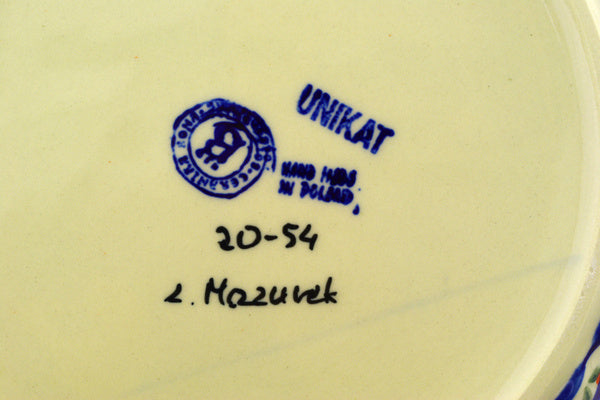 UNIKAT
HAND MADE
IN POLAND
20-54
L. Mazurek